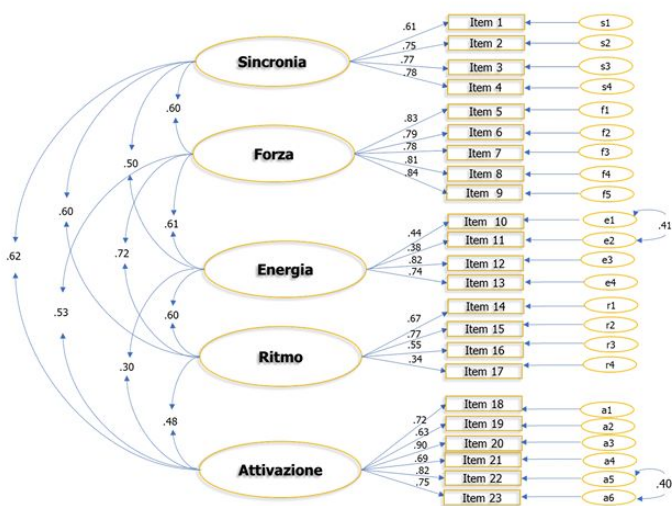 .61 Item 1 s1
.75 Item 2 s2
.77 Item 3 s3
.78 Item 4 s4
Sincronia
.60
.83 Item 5 f1
.79 Item 6 f2
.78 Item 7 f3
.81 Item 8 f4
.84 Item 9 f5
Forza
.50
.60
.61
.62
.72
.53
.44 Item 10 e1
.38 Item 11 e2
.41
.82 Item 12 e3
.74 Item 13 e4
Energia
.60
.67 Item 14 r1
.77 Item 15 r2
.55 Item 16 r3
.34 Item 17 r4
Ritmo
.30
.48
.72 Item 18 a1
.63 Item 19 a2
.90 Item 20 a3
.69 Item 21 a4
.82 Item 22 a5
.75 Item 23 a6
.40
Attivazione